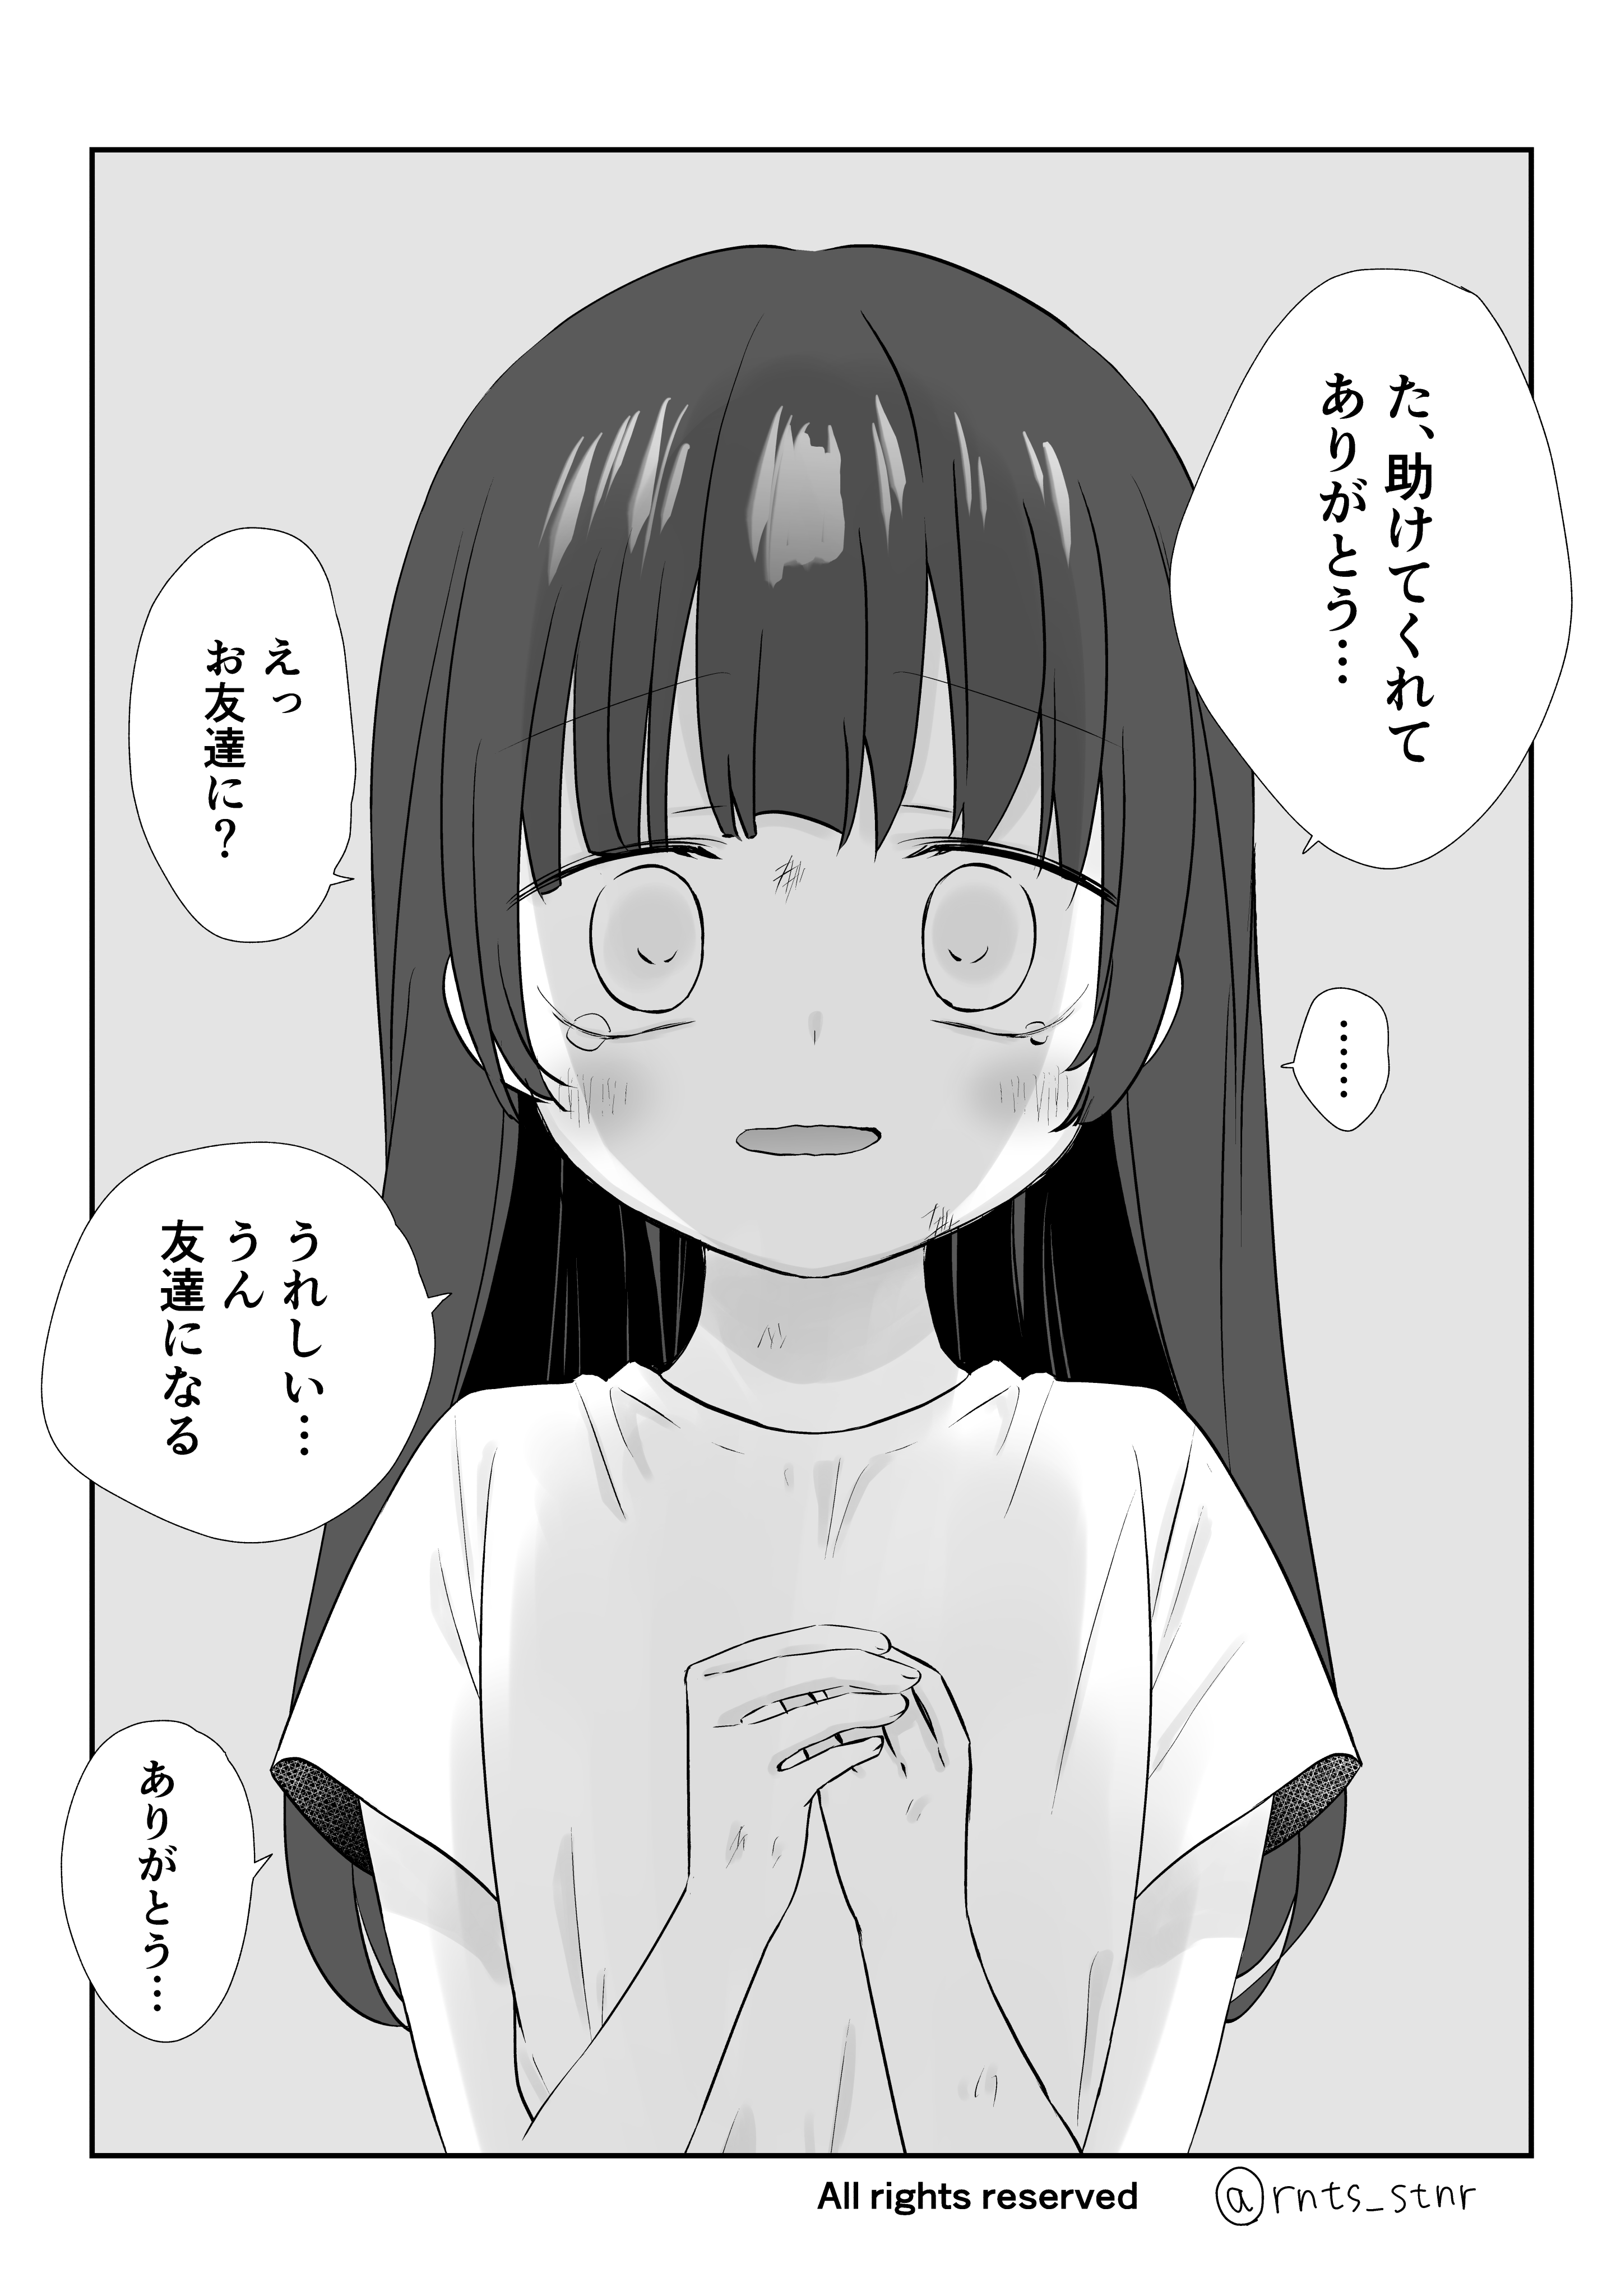 た、助けてくれて
ありがとう…
……
えっ
お友達に？
うれしい…
うん
友達になる
ありがとう…
All rights reserved
@rnts_stnr